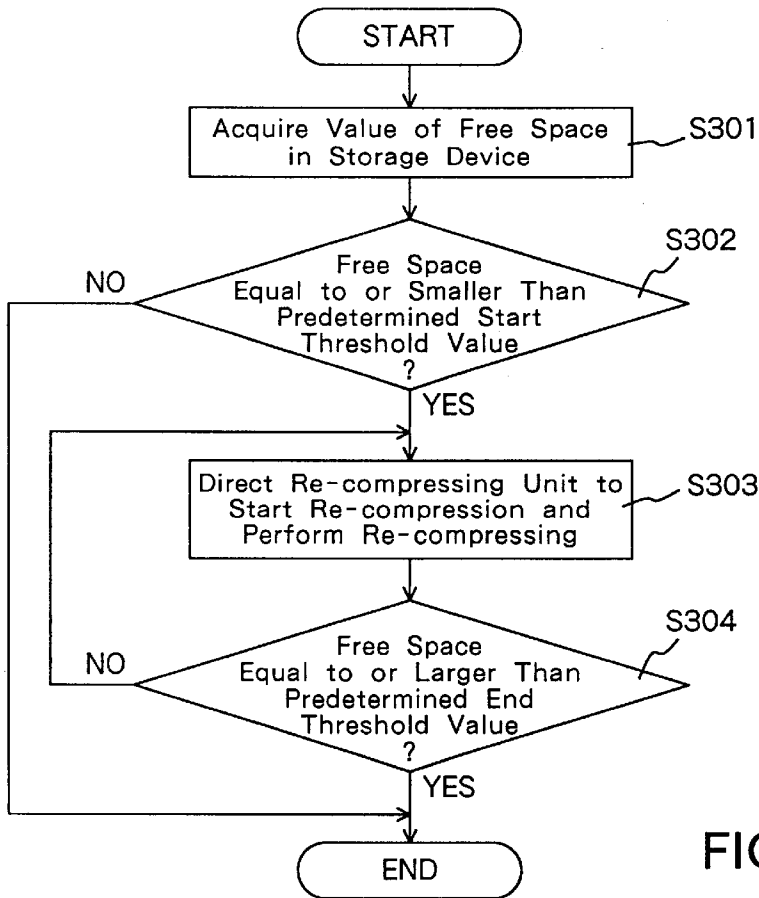 START
Acquire Value of Free Space
in Storage Device
S301
S302
NO
Free Space
Equal to or Smaller Than
Predetermined Start
Threshold Value
?
YES
Direct Re-compressing Unit to
Start Re-compression and
Perform Re-compressing
S303
S304
NO
Free Space
Equal to or Larger Than
Predetermined End
Threshold Value
?
YES
END
FIG